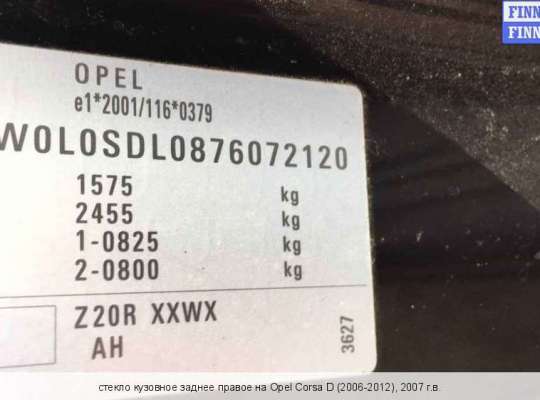 FINN
FINN
OPEL
e1*2001/116*0379
W0L0SDL0876072120
1575 kg
2455 kg
1-0825 kg
2-0800 kg
Z20R XXWX
AH
3627
стекло кузовное заднее правое на Opel Corsa D (2006-2012), 2007 г.в.